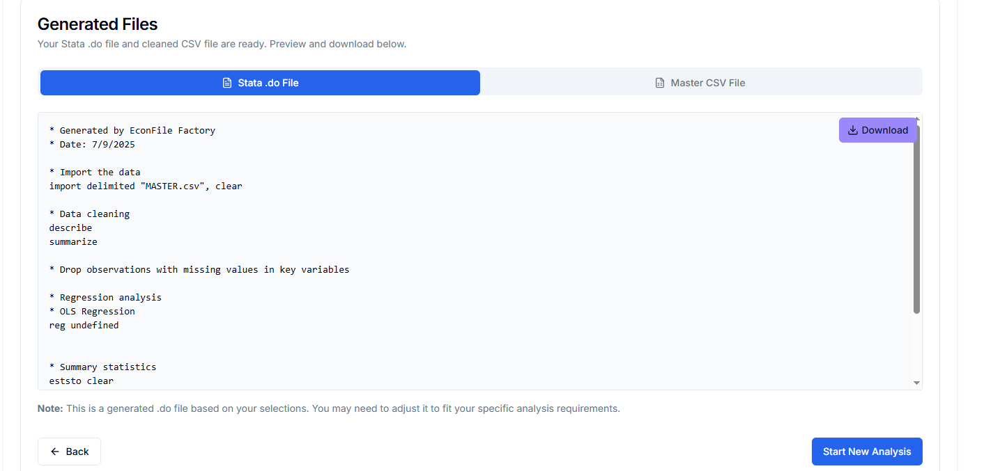 Generated Files
Your Stata .do file and cleaned CSV file are ready. Preview and download below.
Stata .do File
Master CSV File
Download
* Generated by EconFile Factory
* Date: 7/9/2025
* Import the data
import delimited "MASTER.csv", clear
* Data cleaning
describe
summarize
* Drop observations with missing values in key variables
* Regression analysis
* OLS Regression
reg undefined
* Summary statistics
eststo clear
Note: This is a generated .do file based on your selections. You may need to adjust it to fit your specific analysis requirements.
Back
Start New Analysis